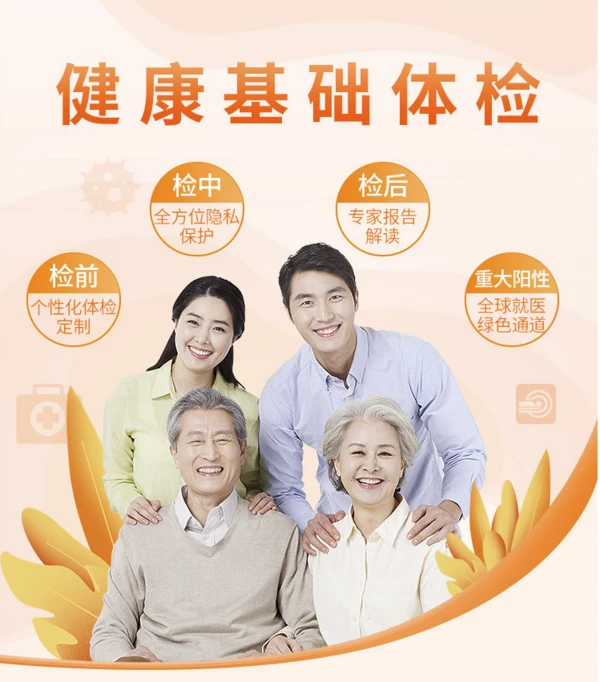 健康基础体检
检前
个性化体检
定制
检中
全方位隐私
保护
检后
专家报告
解读
重大阳性
全球就医
绿色通道